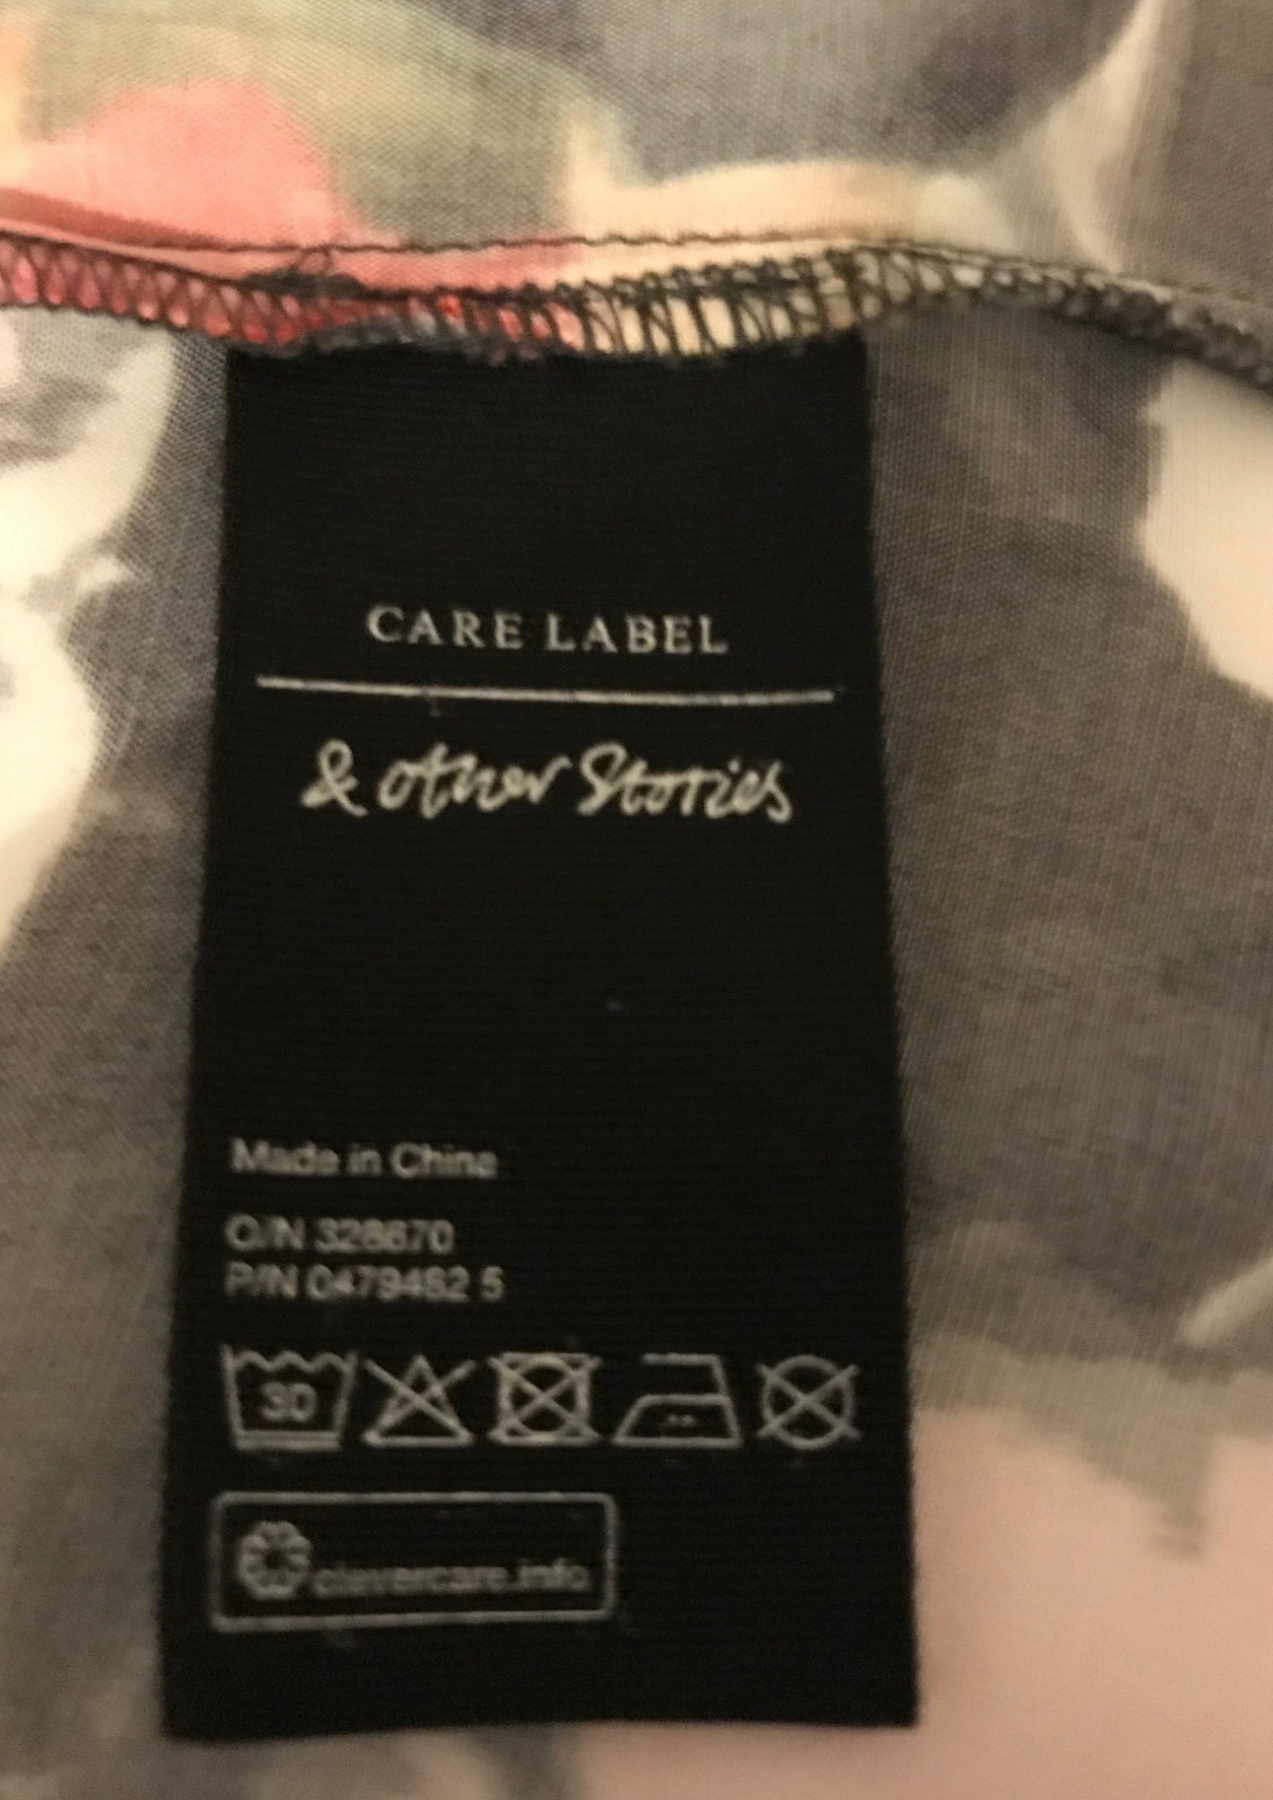 CARE LABEL
& other Stories
Made in China
O/N 328670
P/N 0479482 5
30
clevercare.info